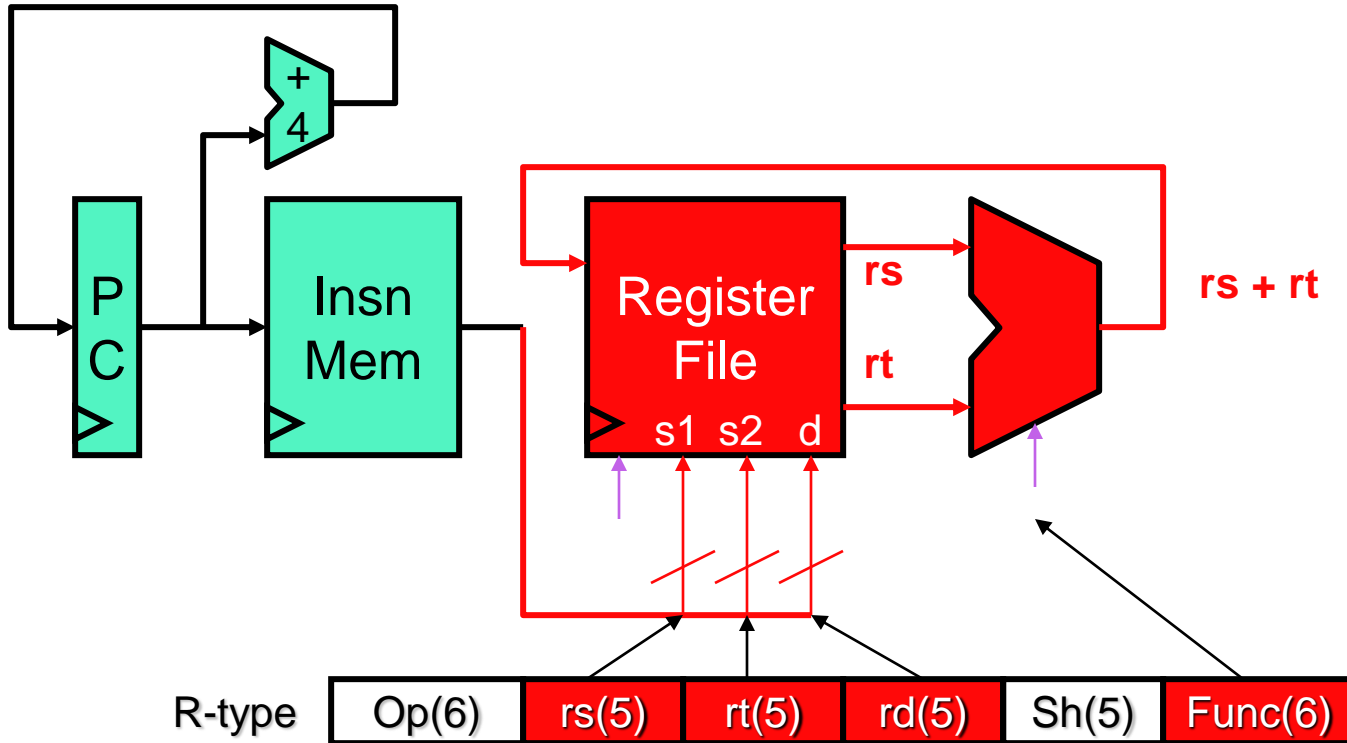 +
4
P
C
Insn
Mem
Register
File
s1 s2 d
rs
rt
rs + rt
R-type Op(6) rs(5) rt(5) rd(5) Sh(5) Func(6)